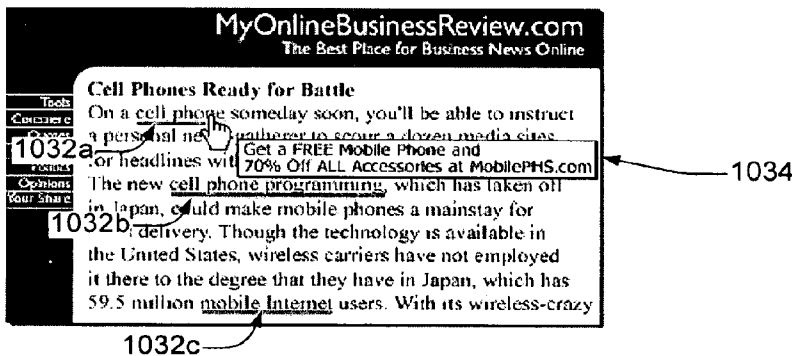 MyOnlineBusinessReview.com
The Best Place for Business News Online
Cell Phones Ready for Battle
Tools
On a cell phone someday soon, you'll be able to instruct
Commerce
a personal news gatherer to scour a dozen media sites
Get a FREE Mobile Phone and
1032a
for headlines with
70% Off ALL Accessories at MobilePHS.com
1034
Opinions
The new cell phone programming, which has taken off
Your Share
in Japan, could make mobile phones a mainstay for
1032b
delivery. Though the technology is available in
the United States, wireless carriers have not employed
it there to the degree that they have in Japan, which has
59.5 million mobile Internet users. With its wireless-crazy
1032c